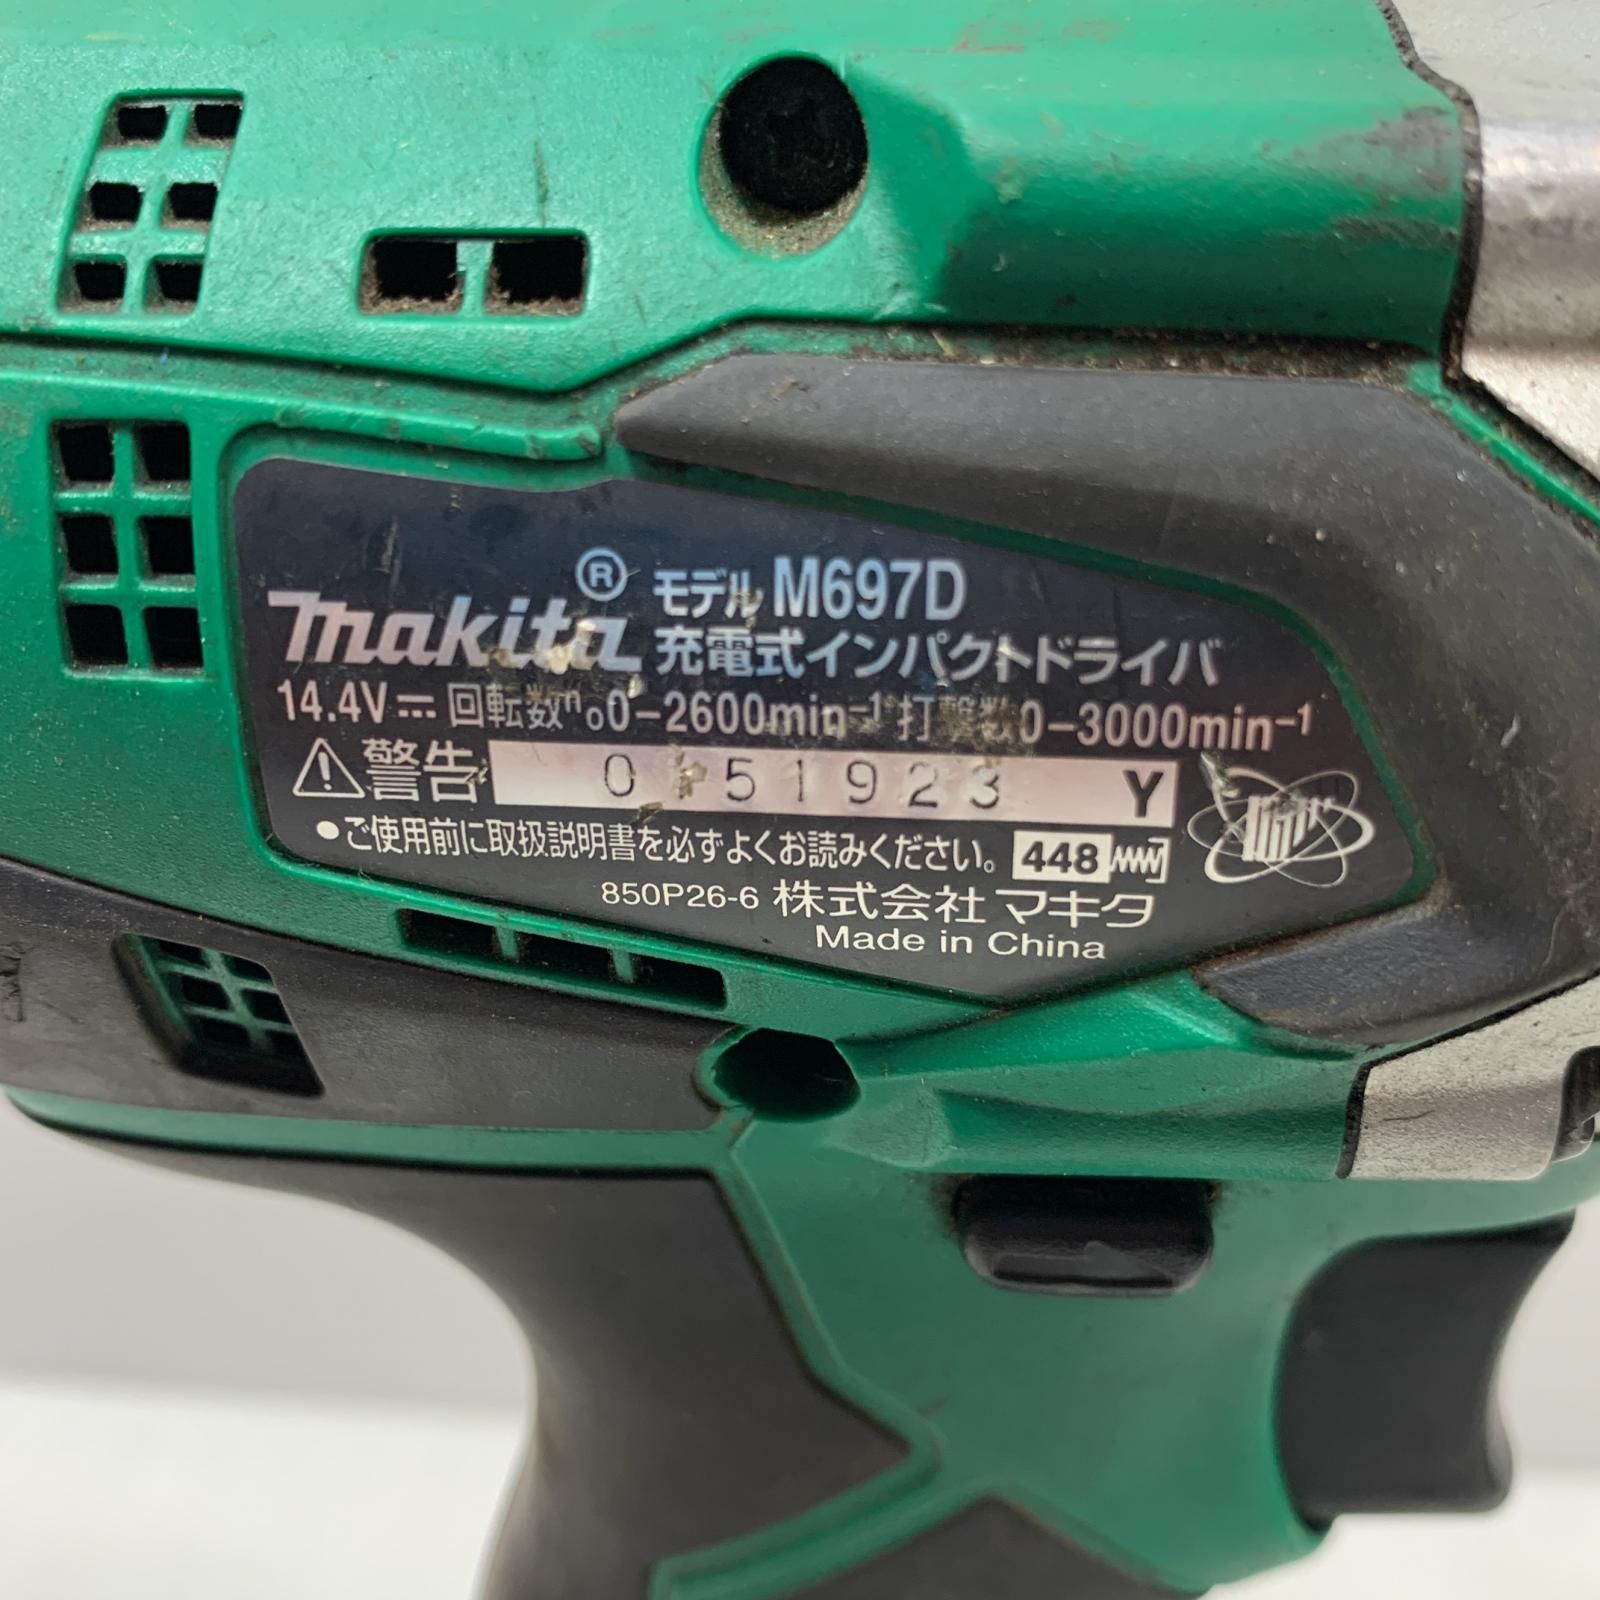 makita® モデル M697D
充電式インパクトドライバ
14.4V⎓ 回転数n₀0-2600min⁻¹ 打撃数0-3000min⁻¹
⚠警告 0 51923 Y
●ご使用前に取扱説明書を必ずよくお読みください。 448
850P26-6 株式会社 マキタ
Made in China